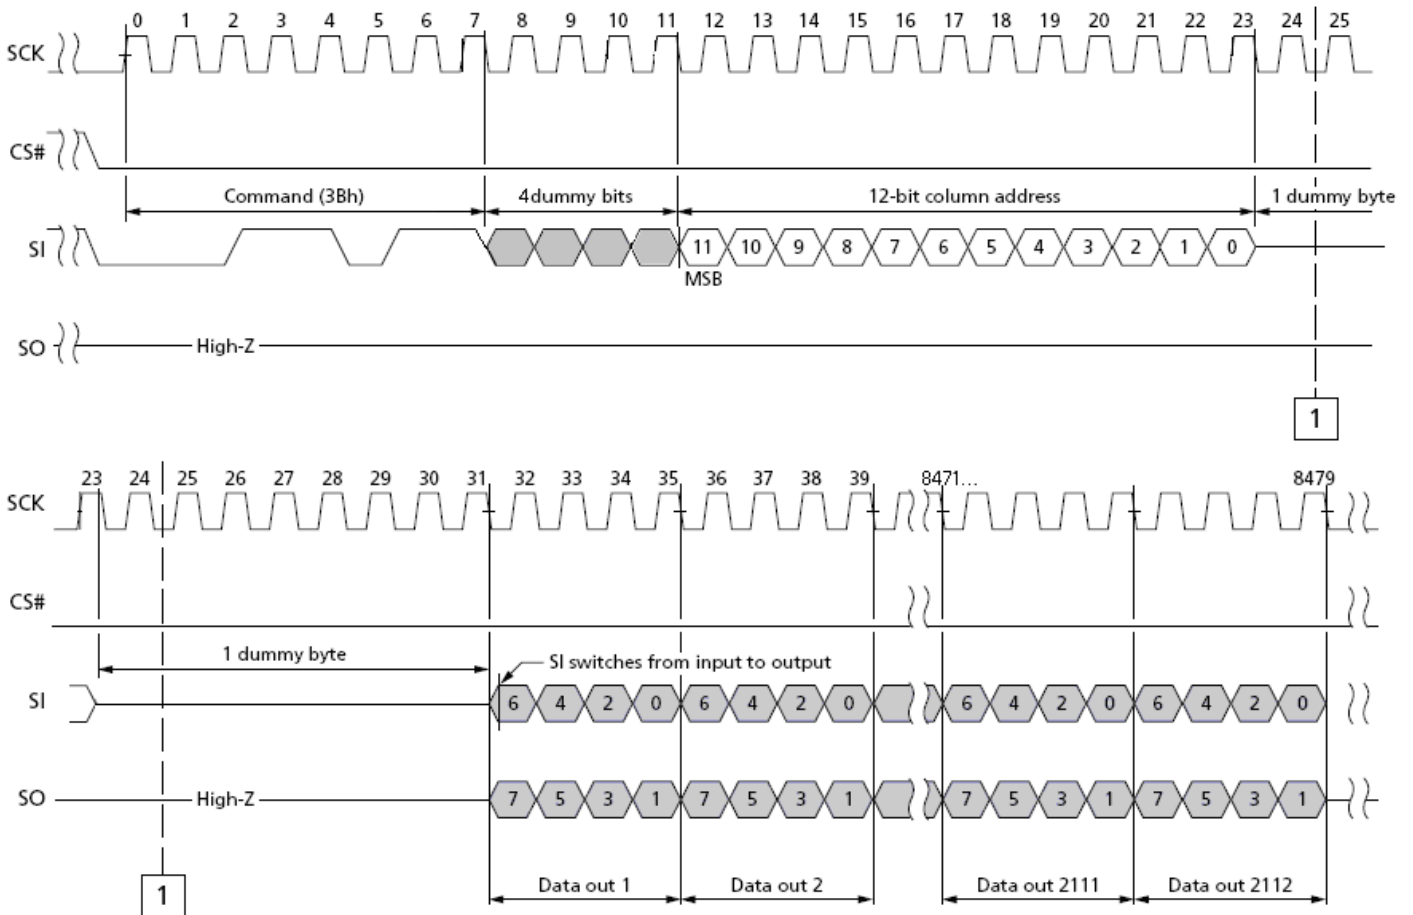 0 1 2 3 4 5 6 7 8 9 10 11 12 13 14 15 16 17 18 19 20 21 22 23 24 25
SCK
CS#
Command (3Bh) 4dummy bits 12-bit column address 1 dummy byte
SI 11 10 9 8 7 6 5 4 3 2 1 0
MSB
SO High-Z
1
23 24 25 26 27 28 29 30 31 32 33 34 35 36 37 38 39 8471... 8479
SCK
CS#
1 dummy byte SI switches from input to output
SI 6 4 2 0 6 4 2 0 6 4 2 0 6 4 2 0
SO High-Z 7 5 3 1 7 5 3 1 7 5 3 1 7 5 3 1
1 Data out 1 Data out 2 Data out 2111 Data out 2112